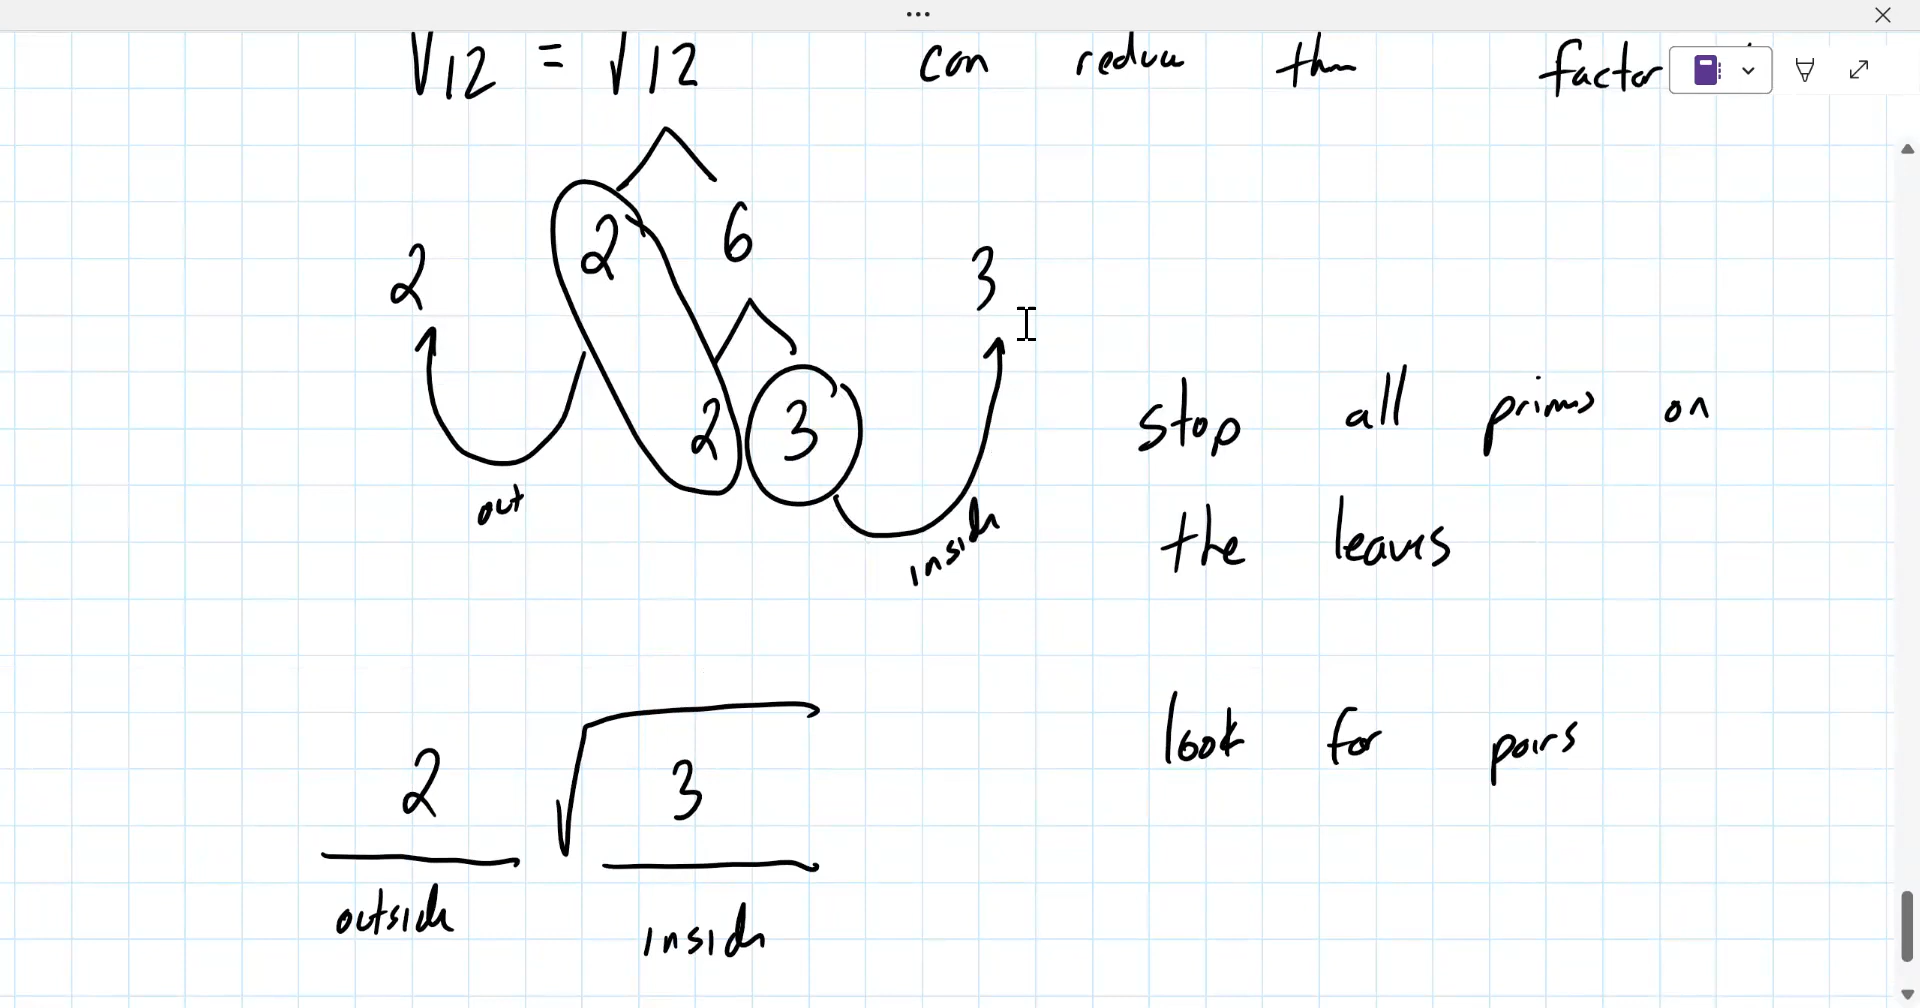 √12 = √12 can reduce them factor
2 6
2 3
2 3
stop all primes on
out
inside
the leaves
look for pairs
2 √3
outside
inside